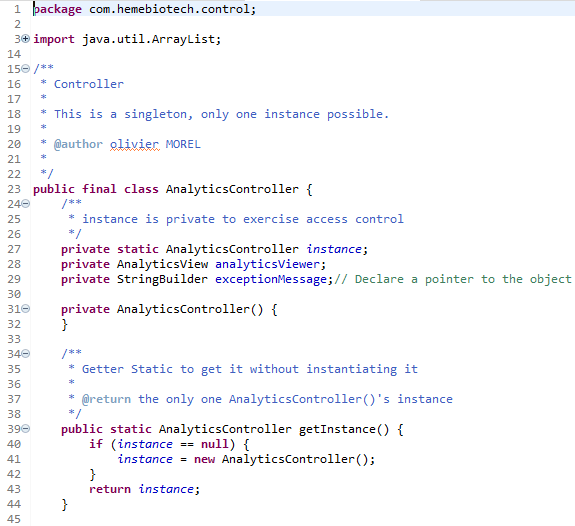 1 package com.hemebiotech.control;
2
3 import java.util.ArrayList;
14
15 /**
16 * Controller
17 *
18 * This is a singleton, only one instance possible.
19 *
20 * @author olivier MOREL
21 *
22 */
23 public final class AnalyticsController {
24 /**
25 * instance is private to exercise access control
26 */
27 private static AnalyticsController instance;
28 private AnalyticsView analyticsViewer;
29 private StringBuilder exceptionMessage;// Declare a pointer to the object
30
31 private AnalyticsController() {
32 }
33
34 /**
35 * Getter Static to get it without instantiating it
36 *
37 * @return the only one AnalyticsController()'s instance
38 */
39 public static AnalyticsController getInstance() {
40 if (instance == null) {
41 instance = new AnalyticsController();
42 }
43 return instance;
44 }
45